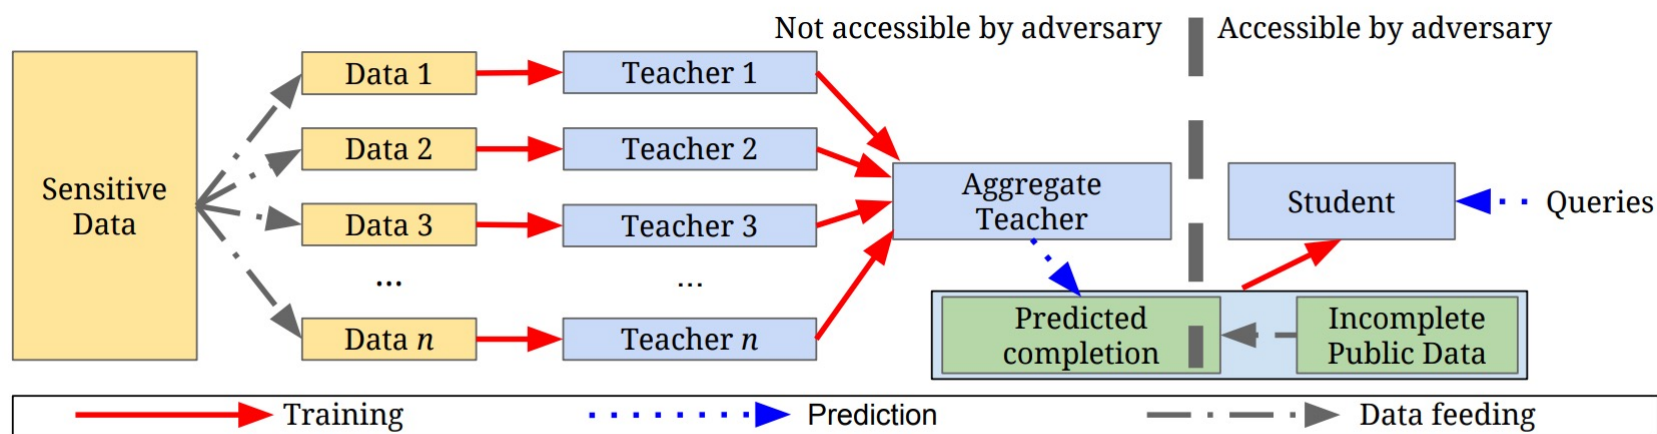 Not accessible by adversary
Accessible by adversary
Sensitive
Data
Data 1
Teacher 1
Data 2
Teacher 2
Data 3
Teacher 3
...
...
Data n
Teacher n
Aggregate
Teacher
Student
Queries
Predicted
completion
Incomplete
Public Data
Training
Prediction
Data feeding